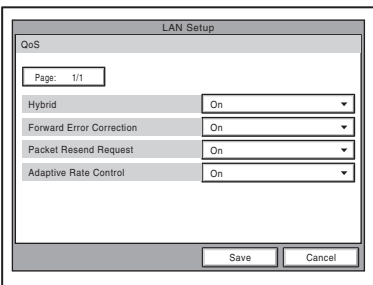 LAN Setup
QoS
Page: 1/1
Hybrid On
Forward Error Correction On
Packet Resend Request On
Adaptive Rate Control On
Save Cancel